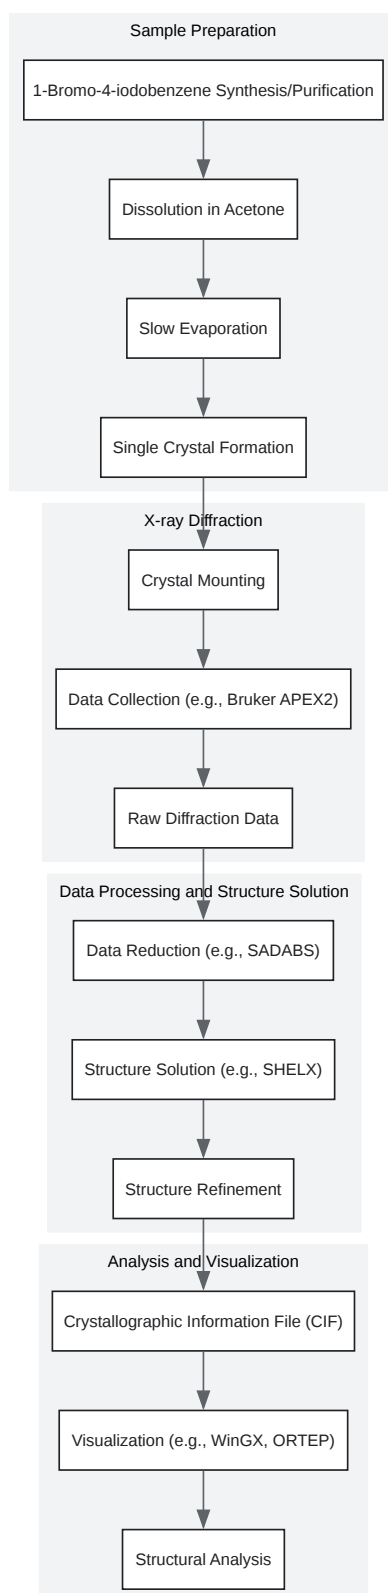 Sample Preparation
1-Bromo-4-iodobenzene Synthesis/Purification
Dissolution in Acetone
Slow Evaporation
Single Crystal Formation
X-ray Diffraction
Crystal Mounting
Data Collection (e.g., Bruker APEX2)
Raw Diffraction Data
Data Processing and Structure Solution
Data Reduction (e.g., SADABS)
Structure Solution (e.g., SHELX)
Structure Refinement
Analysis and Visualization
Crystallographic Information File (CIF)
Visualization (e.g., WinGX, ORTEP)
Structural Analysis